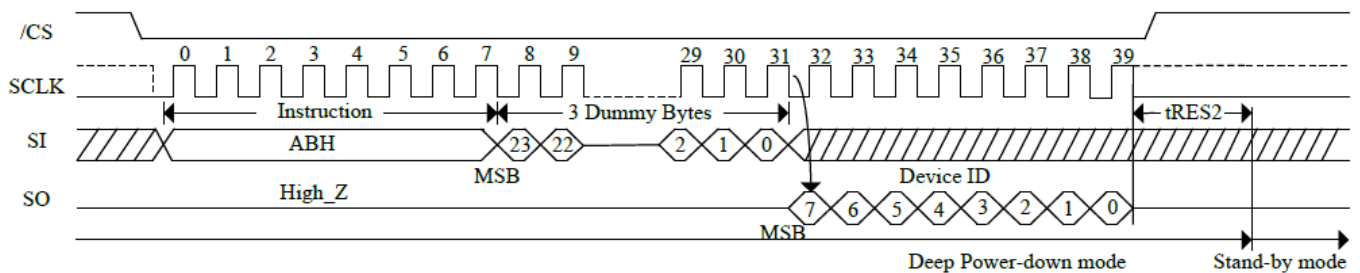 /CS
0 1 2 3 4 5 6 7 8 9 29 30 31 32 33 34 35 36 37 38 39
SCLK
Instruction 3 Dummy Bytes tRES2
SI ABH 23 22 2 1 0
MSB Device ID
SO High_Z 7 6 5 4 3 2 1 0
MSB
Deep Power-down mode Stand-by mode